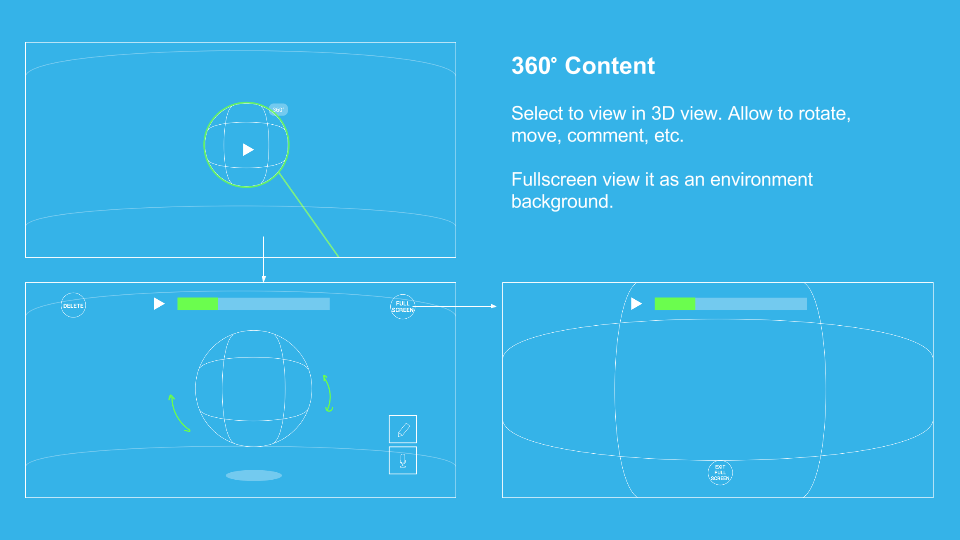 360° Content
Select to view in 3D view. Allow to rotate,
move, comment, etc.
Fullscreen view it as an environment
background.
360°
DELETE
FULL
SCREEN
EXIT
FULL
SCREEN